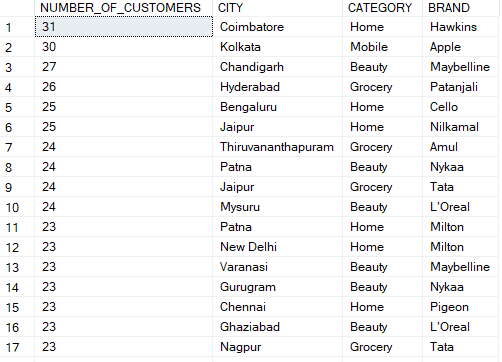 NUMBER_OF_CUSTOMERS CITY CATEGORY BRAND
1 31 Coimbatore Home Hawkins
2 30 Kolkata Mobile Apple
3 27 Chandigarh Beauty Maybelline
4 26 Hyderabad Grocery Patanjali
5 25 Bengaluru Home Cello
6 25 Jaipur Home Nilkamal
7 24 Thiruvananthapuram Grocery Amul
8 24 Patna Beauty Nykaa
9 24 Jaipur Grocery Tata
10 24 Mysuru Beauty L'Oreal
11 23 Patna Home Milton
12 23 New Delhi Home Milton
13 23 Varanasi Beauty Maybelline
14 23 Gurugram Beauty Nykaa
15 23 Chennai Home Pigeon
16 23 Ghaziabad Beauty L'Oreal
17 23 Nagpur Grocery Tata